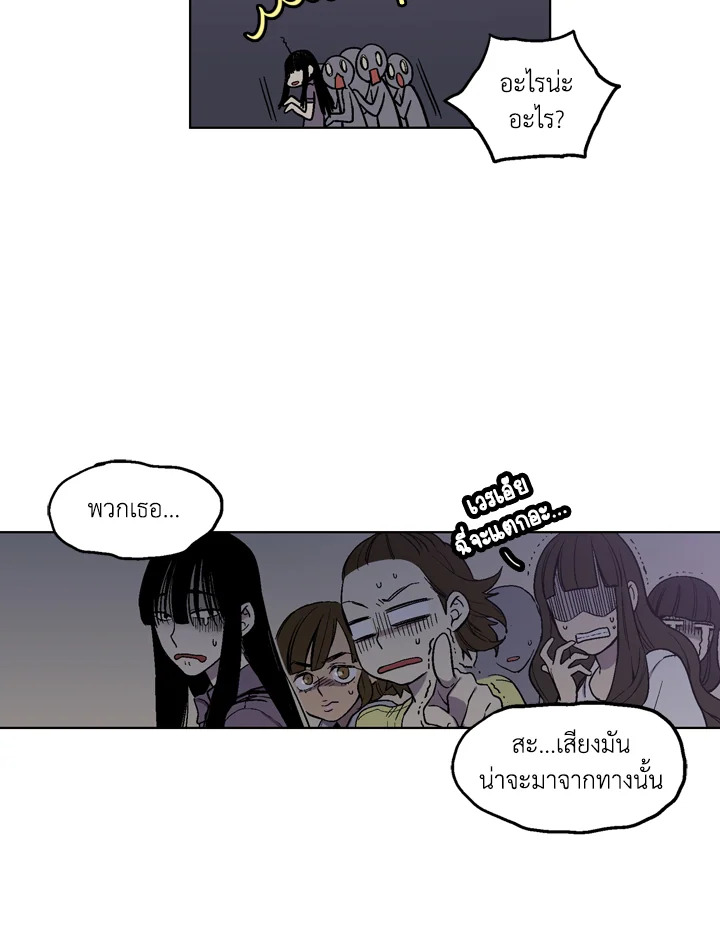 อะไรน่ะ
อะไร?
พวกเธอ...
เวรเอ้ย
ฉี่จะแตกอะ...
สะ...เสียงมัน
น่าจะมาจากทางนั้น